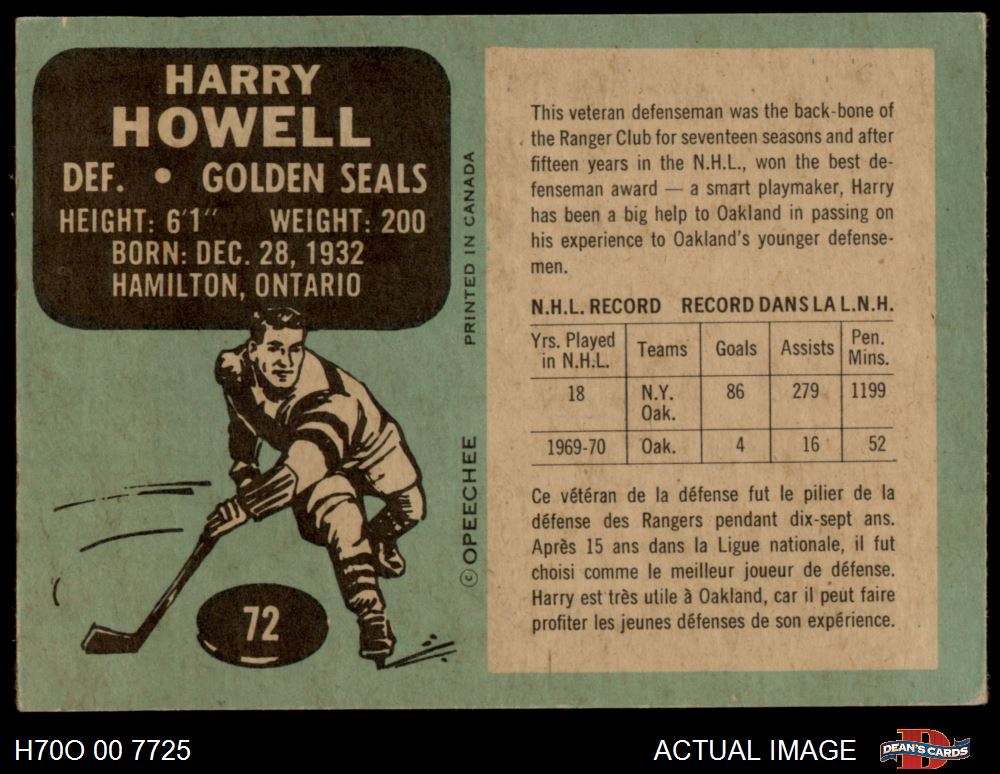 HARRY
HOWELL
DEF. • GOLDEN SEALS
HEIGHT: 6'1" WEIGHT: 200
BORN: DEC. 28, 1932
HAMILTON, ONTARIO
72
© OPEECHEE PRINTED IN CANADA
This veteran defenseman was the back-bone of
the Ranger Club for seventeen seasons and after
fifteen years in the N.H.L., won the best de-
fenseman award — a smart playmaker, Harry
has been a big help to Oakland in passing on
his experience to Oakland's younger defense-
men.
N.H.L. RECORD RECORD DANS LA L.N.H.
Yrs. Played in N.H.L. Teams Goals Assists Pen. Mins.
18 N.Y. Oak. 86 279 1199
1969-70 Oak. 4 16 52
Ce vétéran de la défense fut le pilier de la
défense des Rangers pendant dix-sept ans.
Après 15 ans dans la Ligue nationale, il fut
choisi comme le meilleur joueur de défense.
Harry est très utile à Oakland, car il peut faire
profiter les jeunes défenses de son expérience.
H70O 00 7725
ACTUAL IMAGE
DEAN'S CARDS